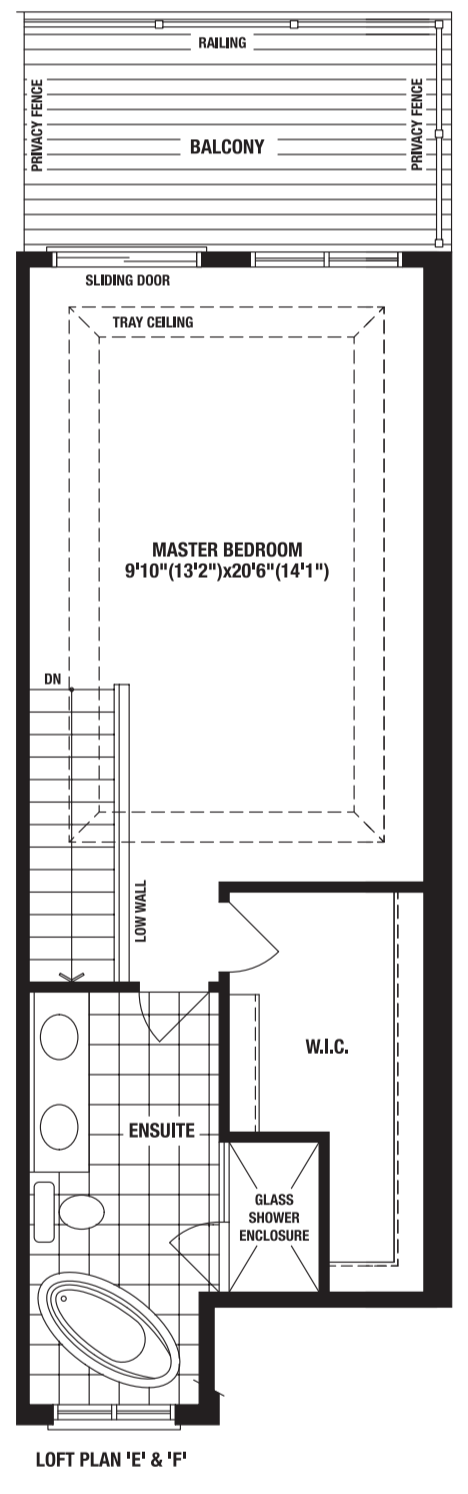 RAILING
PRIVACY FENCE
PRIVACY FENCE
BALCONY
SLIDING DOOR
TRAY CEILING
MASTER BEDROOM
9'10"(13'2")x20'6"(14'1")
DN
LOW WALL
W.I.C.
ENSUITE
GLASS
SHOWER
ENCLOSURE
LOFT PLAN 'E' & 'F'